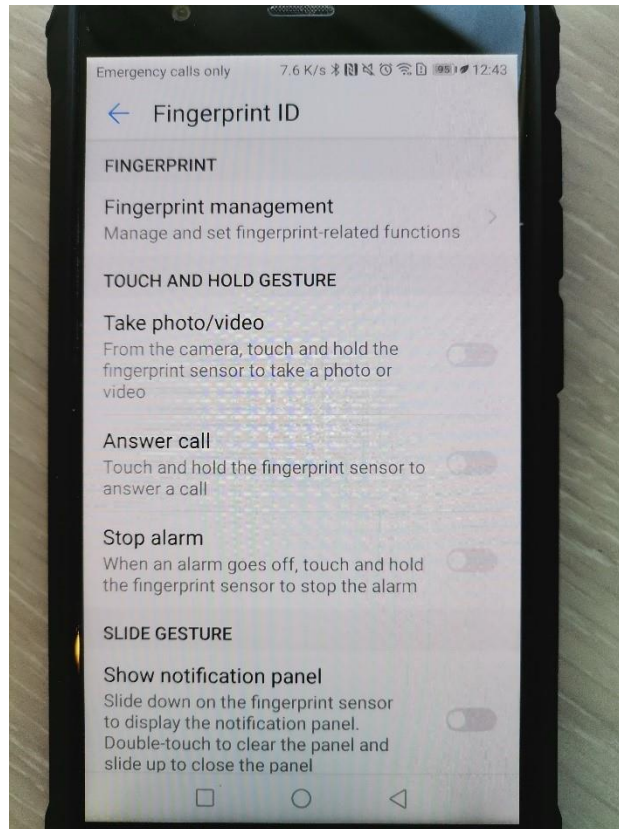 Emergency calls only 7.6 K/s 95 12:43
Fingerprint ID
FINGERPRINT
Fingerprint management
Manage and set fingerprint-related functions
TOUCH AND HOLD GESTURE
Take photo/video
From the camera, touch and hold the
fingerprint sensor to take a photo or
video
Answer call
Touch and hold the fingerprint sensor to
answer a call
Stop alarm
When an alarm goes off, touch and hold
the fingerprint sensor to stop the alarm
SLIDE GESTURE
Show notification panel
Slide down on the fingerprint sensor
to display the notification panel.
Double-touch to clear the panel and
slide up to close the panel